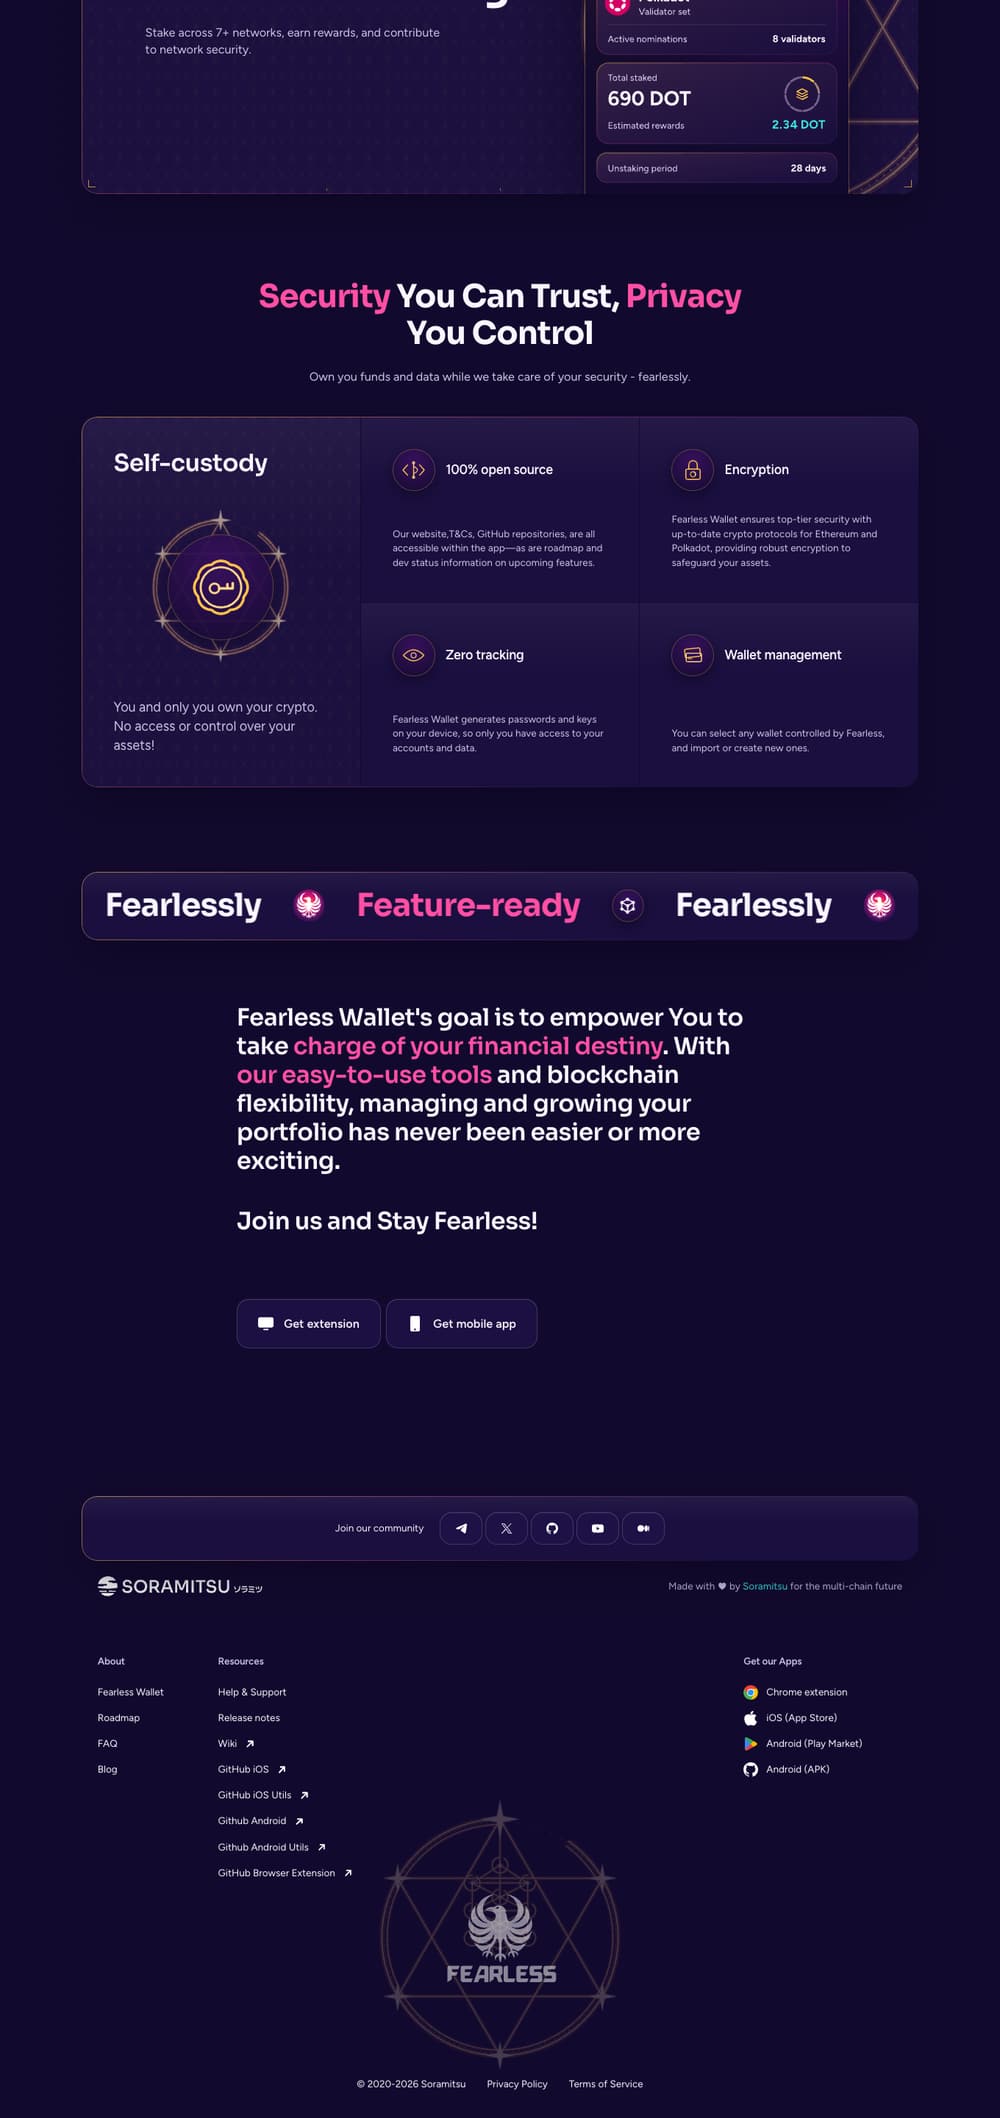 Stake across 7+ networks, earn rewards, and contribute
to network security.
Validator set
Active nominations 8 validators
Total staked
690 DOT
Estimated rewards 2.34 DOT
Unstaking period 28 days
Security You Can Trust, Privacy
You Control
Own you funds and data while we take care of your security - fearlessly.
Self-custody
You and only you own your crypto.
No access or control over your
assets!
100% open source
Our website,T&Cs, GitHub repositories, are all
accessible within the app—as are roadmap and
dev status information on upcoming features.
Encryption
Fearless Wallet ensures top-tier security with
up-to-date crypto protocols for Ethereum and
Polkadot, providing robust encryption to
safeguard your assets.
Zero tracking
Fearless Wallet generates passwords and keys
on your device, so only you have access to your
accounts and data.
Wallet management
You can select any wallet controlled by Fearless,
and import or create new ones.
Fearlessly Feature-ready Fearlessly
Fearless Wallet's goal is to empower You to
take charge of your financial destiny. With
our easy-to-use tools and blockchain
flexibility, managing and growing your
portfolio has never been easier or more
exciting.
Join us and Stay Fearless!
Get extension
Get mobile app
Join our community
SORAMITSU ソラミツ
Made with ♥ by Soramitsu for the multi-chain future
About
Fearless Wallet
Roadmap
FAQ
Blog
Resources
Help & Support
Release notes
Wiki
GitHub iOS
GitHub iOS Utils
Github Android
Github Android Utils
GitHub Browser Extension
Get our Apps
Chrome extension
iOS (App Store)
Android (Play Market)
Android (APK)
FEARLESS
© 2020-2026 Soramitsu Privacy Policy Terms of Service